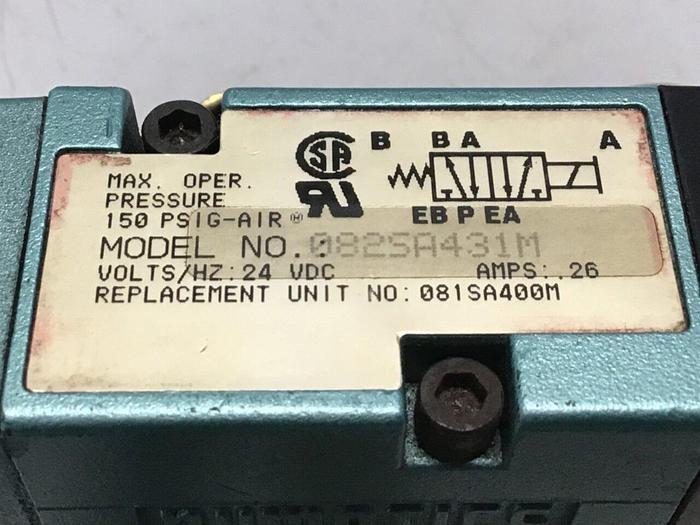 SA
B B A A
MAX. OPER.
PRESSURE
150 PSIG-AIR Ⓜ
EB P EA
MODEL NO.: 082SA431M
VOLTS/HZ: 24 VDC AMPS: .26
REPLACEMENT UNIT NO: 081SA400M